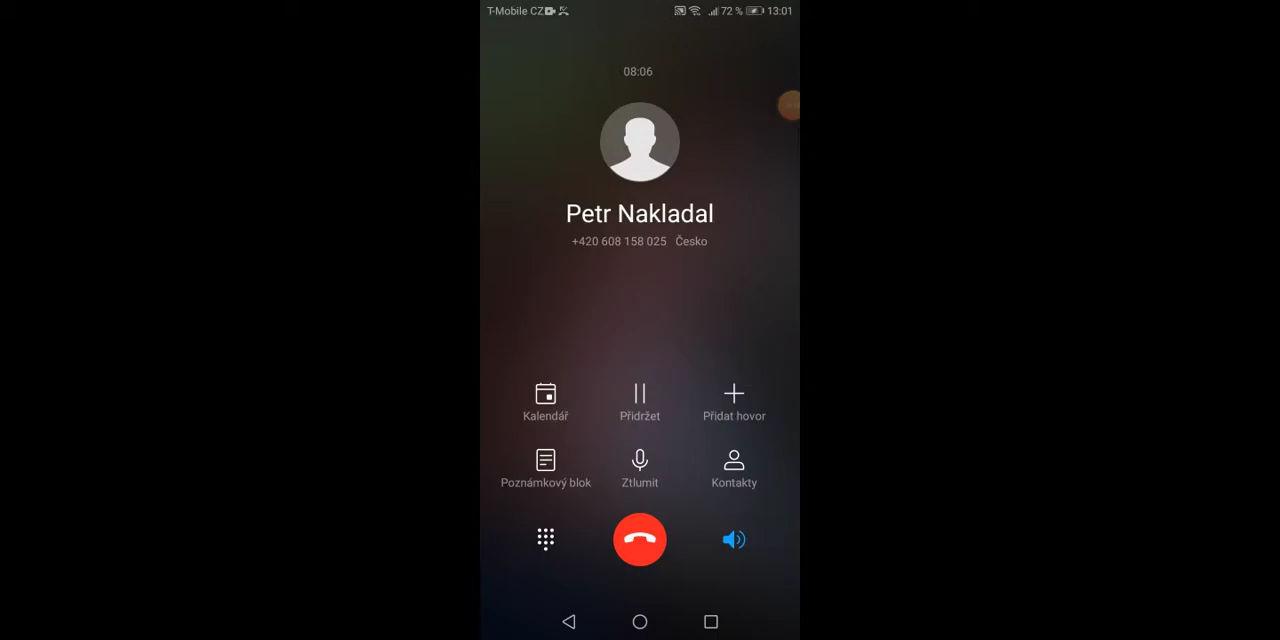 T-Mobile CZ 72 % 13:01
08:06
Petr Nakladal
+420 608 158 025 Česko
Kalendář Přidržet Přidat hovor
Poznámkový blok Ztlumit Kontakty